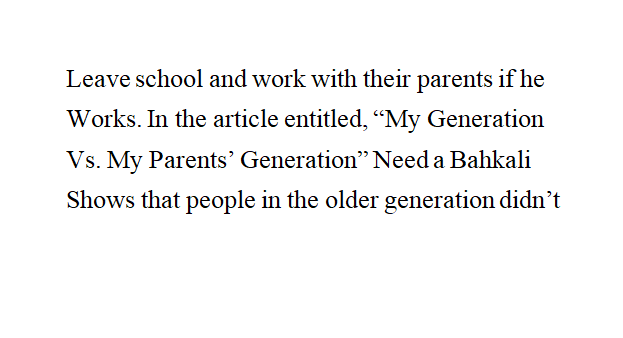 Leave school and work with their parents if he
Works. In the article entitled, “My Generation
Vs. My Parents’ Generation” Need a Bahkali
Shows that people in the older generation didn’t